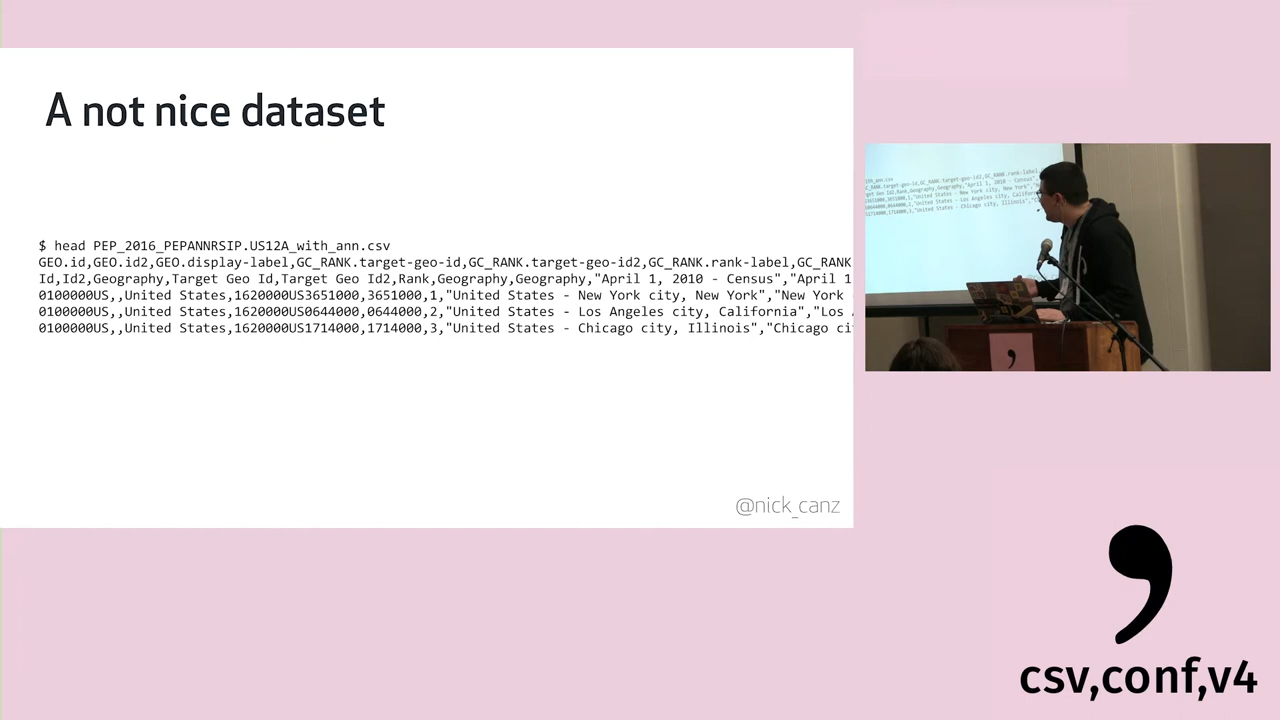 A not nice dataset
$ head PEP_2016_PEPANNRSIP.US12A_with_ann.csv
GEO.id,GEO.id2,GEO.display-label,GC_RANK.target-geo-id,GC_RANK.target-geo-id2,GC_RANK.rank-label,GC_RANK
Id,Id2,Geography,Target Geo Id,Target Geo Id2,Rank,Geography,Geography,"April 1, 2010 - Census","April 1
0100000US,,United States,1620000US3651000,3651000,1,"United States - New York city, New York","New York
0100000US,,United States,1620000US0644000,0644000,2,"United States - Los Angeles city, California","Los
0100000US,,United States,1620000US1714000,1714000,3,"United States - Chicago city, Illinois","Chicago
@nick_canz
csv,conf,v4